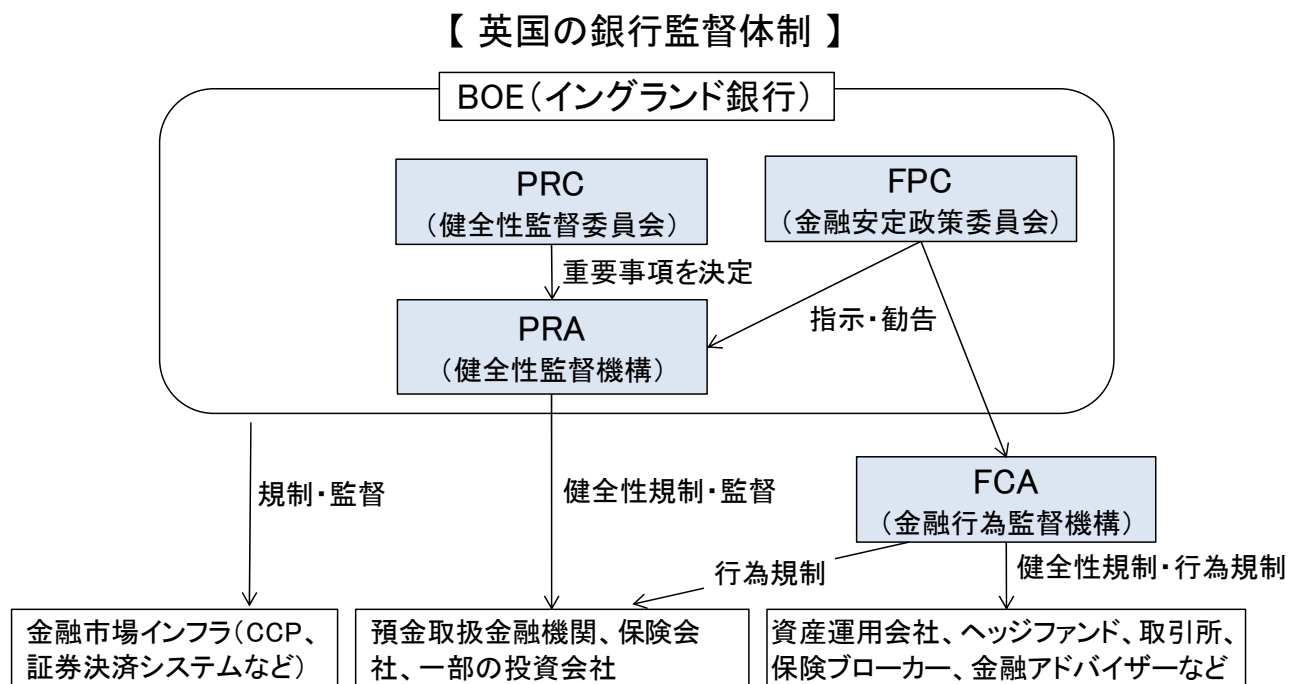 【 英国の銀行監督体制 】
BOE(イングランド銀行)
PRC
(健全性監督委員会)
FPC
(金融安定政策委員会)
重要事項を決定
PRA
(健全性監督機構)
指示・勧告
規制・監督
健全性規制・監督
FCA
(金融行為監督機構)
行為規制
健全性規制・行為規制
金融市場インフラ(CCP、
証券決済システムなど)
預金取扱金融機関、保険会
社、一部の投資会社
資産運用会社、ヘッジファンド、取引所、
保険ブローカー、金融アドバイザーなど